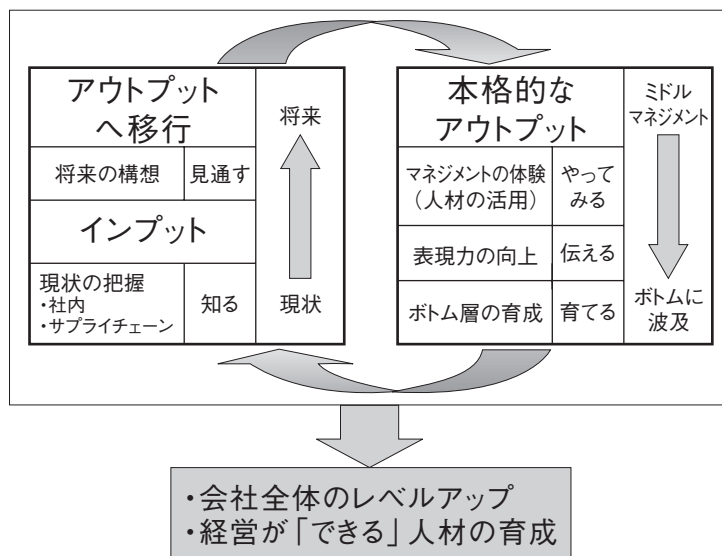 アウトプット
へ移行
将来の構想
見通す
インプット
現状の把握
・社内
・サプライチェーン
知る
将来
現状
本格的な
アウトプット
マネジメントの体験
（人材の活用）
やって
みる
表現力の向上
伝える
ボトム層の育成
育てる
ミドル
マネジメント
ボトムに
波及
・会社全体のレベルアップ
・経営が「できる」人材の育成